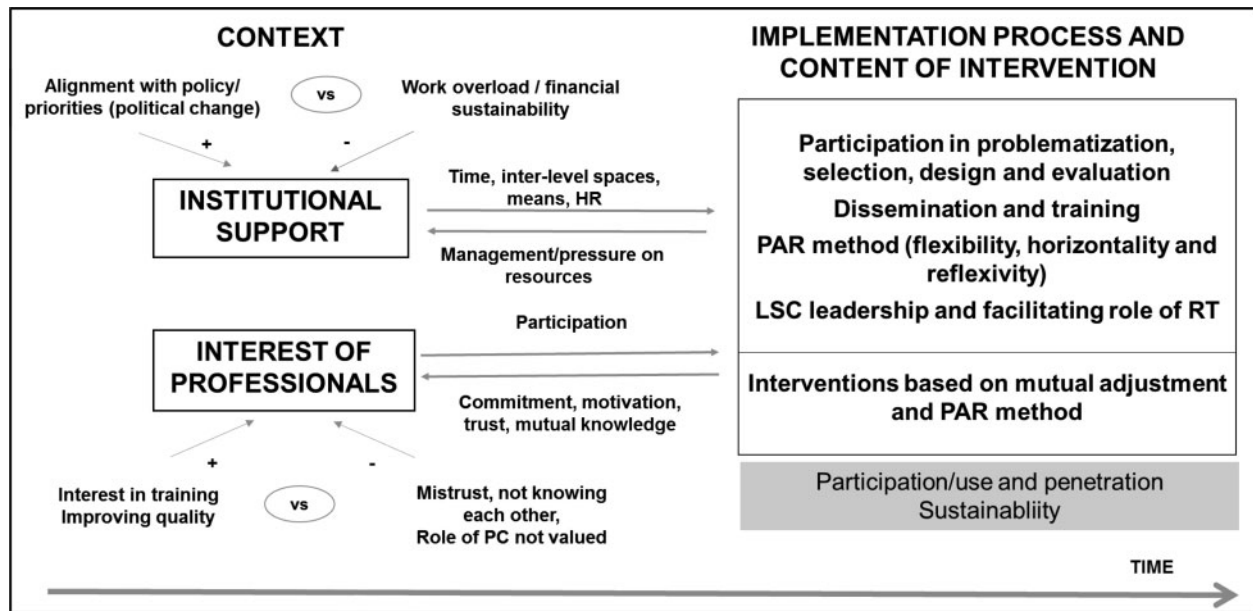 CONTEXT
Alignment with policy/
priorities (political change)
vs
Work overload / financial
sustainability
+
-
INSTITUTIONAL
SUPPORT
Time, inter-level spaces,
means, HR
Management/pressure on
resources
INTEREST OF
PROFESSIONALS
Participation
Commitment, motivation,
trust, mutual knowledge
+
-
Interest in training
Improving quality
vs
Mistrust, not knowing
each other,
Role of PC not valued
IMPLEMENTATION PROCESS AND
CONTENT OF INTERVENTION
Participation in problematization,
selection, design and evaluation
Dissemination and training
PAR method (flexibility, horizontality and
reflexivity)
LSC leadership and facilitating role of RT
Interventions based on mutual adjustment
and PAR method
Participation/use and penetration
Sustainabliity
TIME